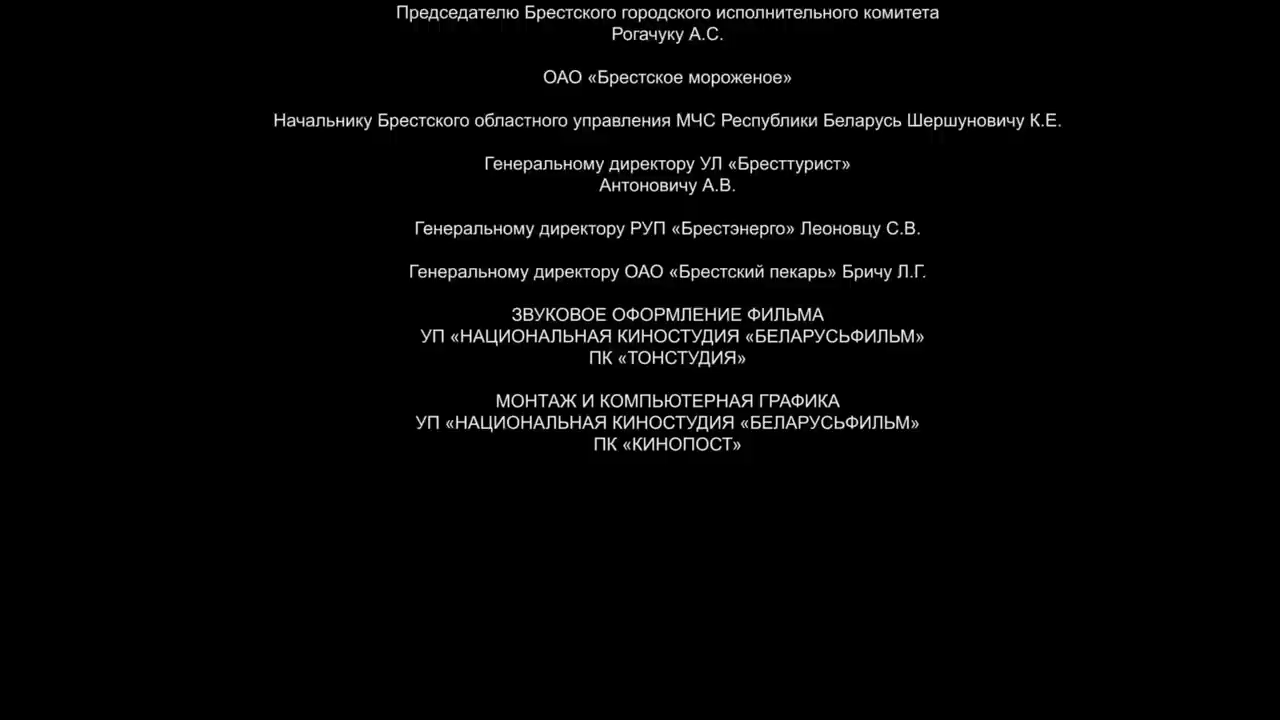 Председателю Брестского городского исполнительного комитета
Рогачуку А.С.
ОАО «Брестское мороженое»
Начальнику Брестского областного управления МЧС Республики Беларусь Шершуновичу К.Е.
Генеральному директору УЛ «Бресттурист»
Антоновичу А.В.
Генеральному директору РУП «Брестэнерго» Леоновцу С.В.
Генеральному директору ОАО «Брестский пекарь» Бричу Л.Г.
ЗВУКОВОЕ ОФОРМЛЕНИЕ ФИЛЬМА
УП «НАЦИОНАЛЬНАЯ КИНОСТУДИЯ «БЕЛАРУСЬФИЛЬМ»
ПК «ТОНСТУДИЯ»
МОНТАЖ И КОМПЬЮТЕРНАЯ ГРАФИКА
УП «НАЦИОНАЛЬНАЯ КИНОСТУДИЯ «БЕЛАРУСЬФИЛЬМ»
ПК «КИНОПОСТ»